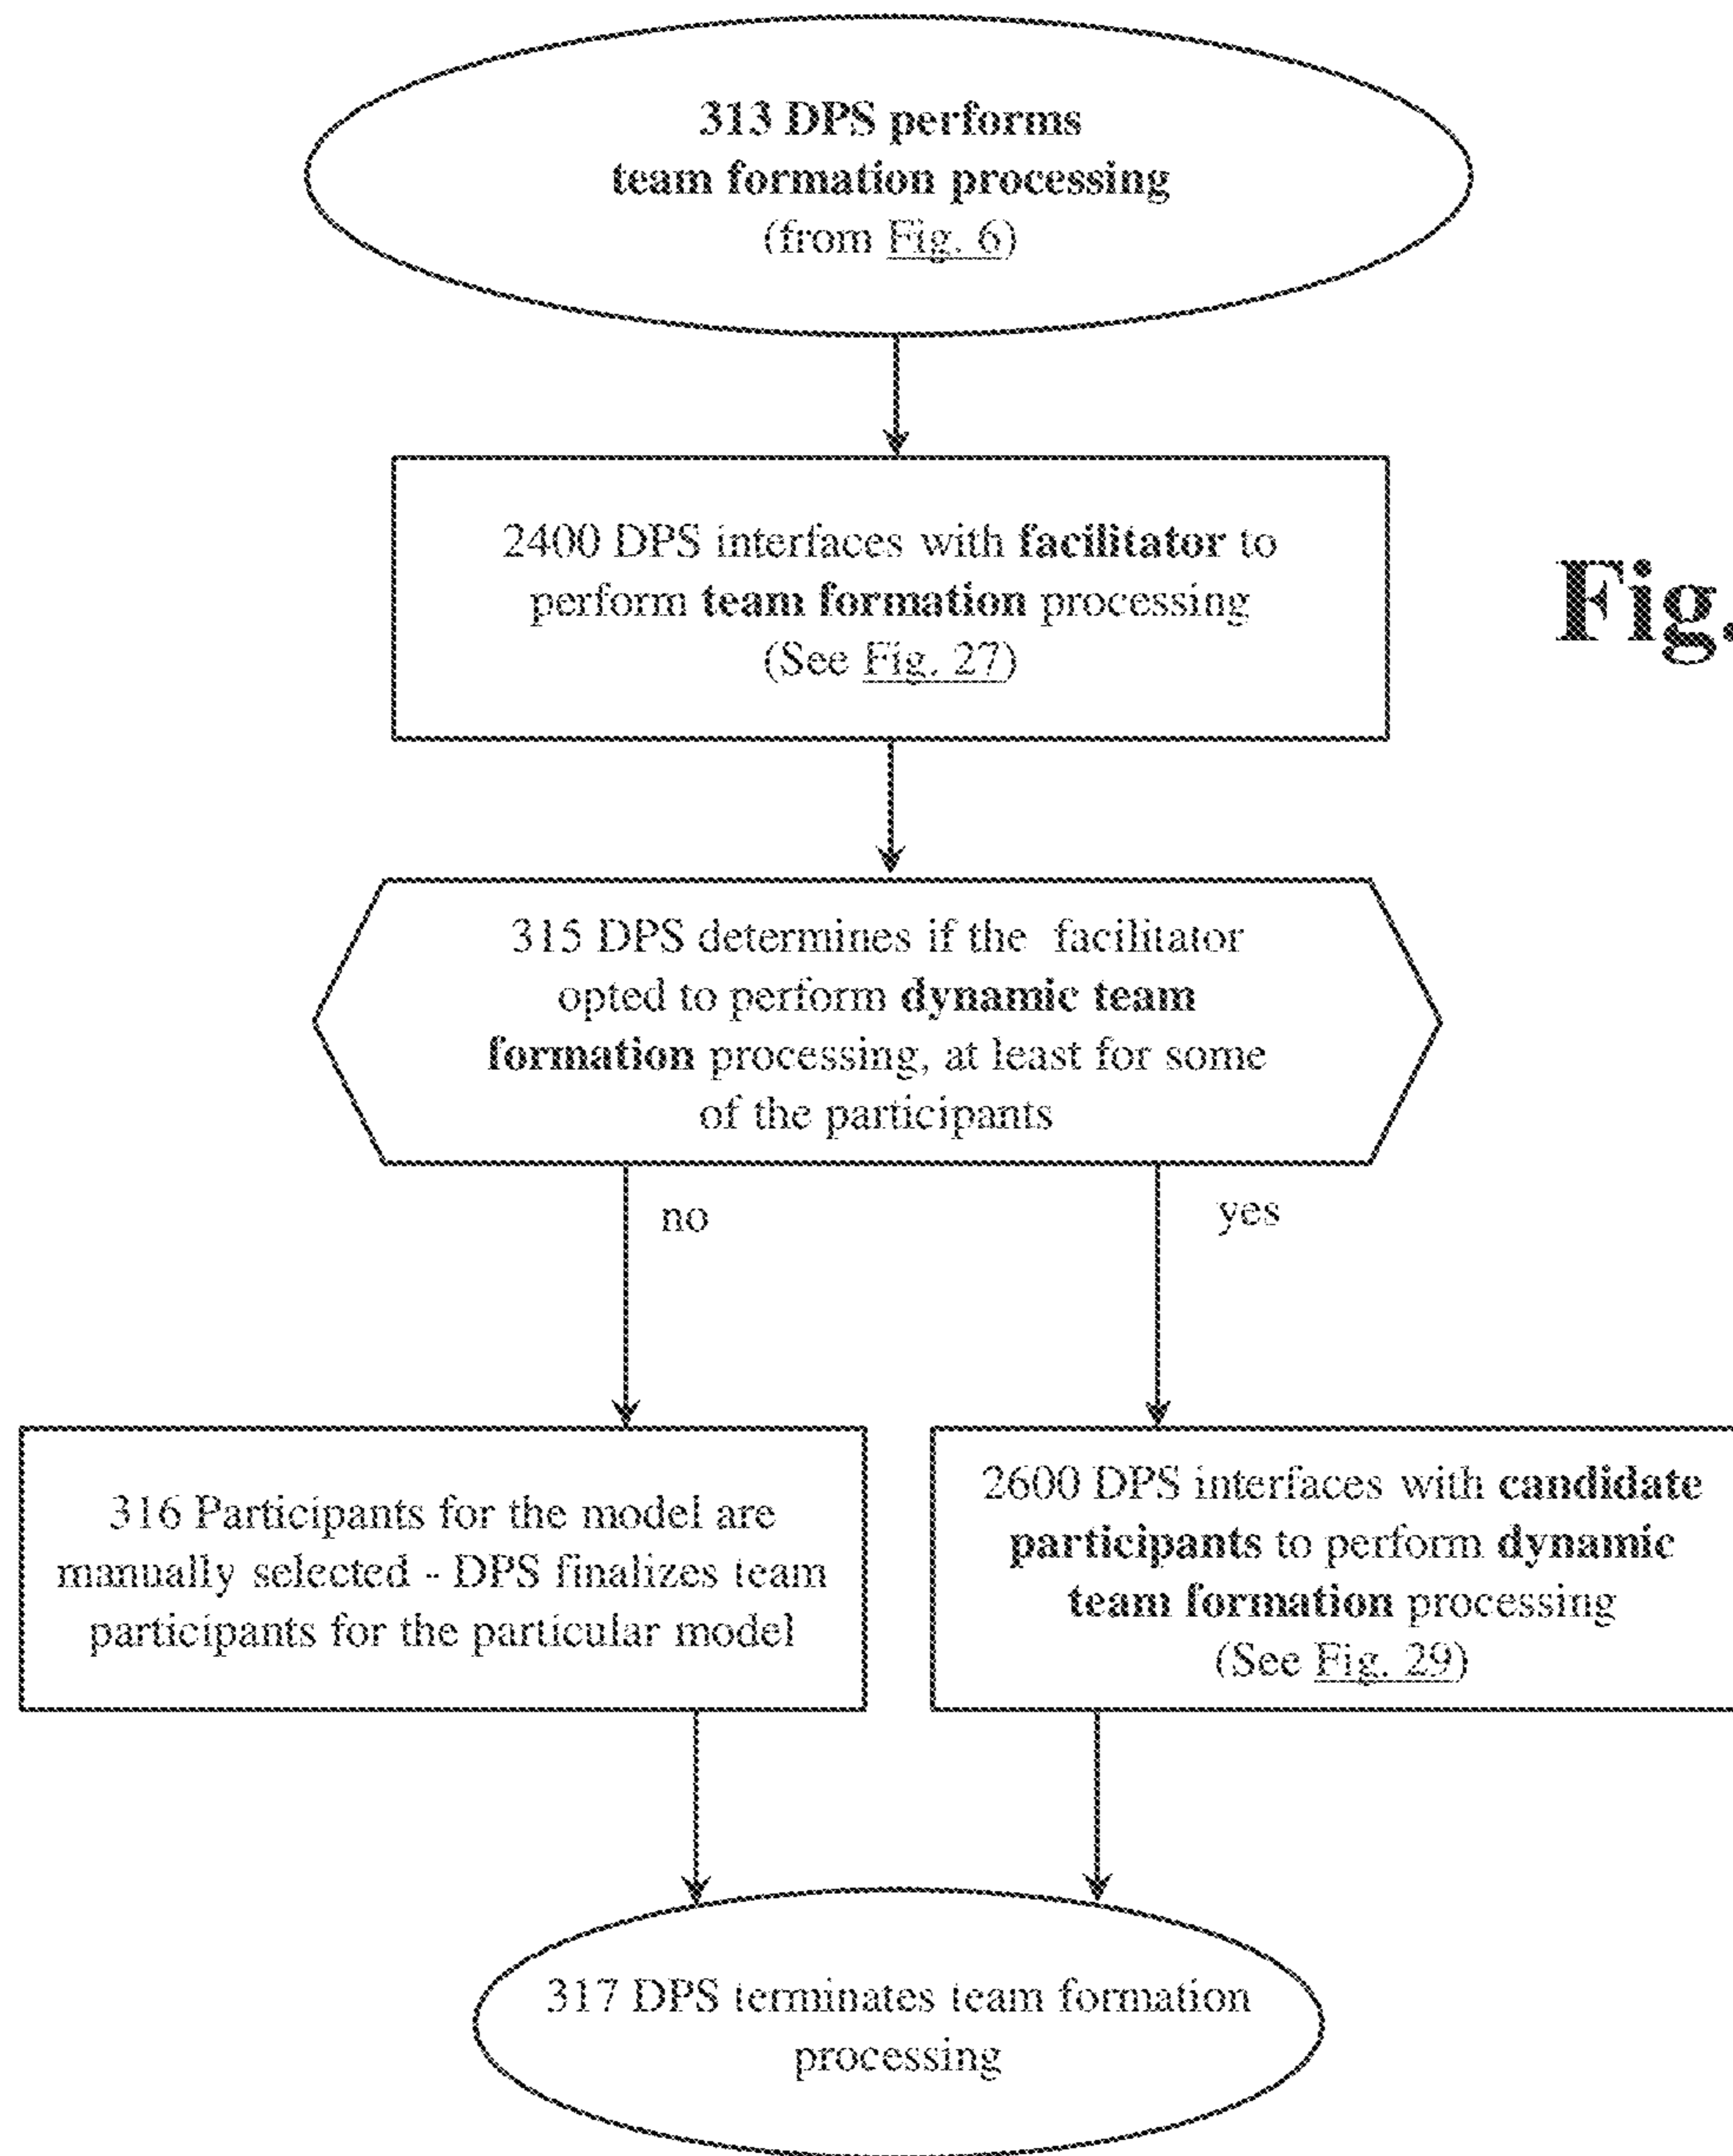 313 DPS performs
team formation processing
(from Fig. 6)
2400 DPS interfaces with facilitator to
perform team formation processing
(See Fig. 27)
Fig.
315 DPS determines if the facilitator
opted to perform dynamic team
formation processing, at least for some
of the participants
no
yes
316 Participants for the model are
manually selected - DPS finalizes team
participants for the particular model
2600 DPS interfaces with candidate
participants to perform dynamic
team formation processing
(See Fig. 29)
317 DPS terminates team formation
processing